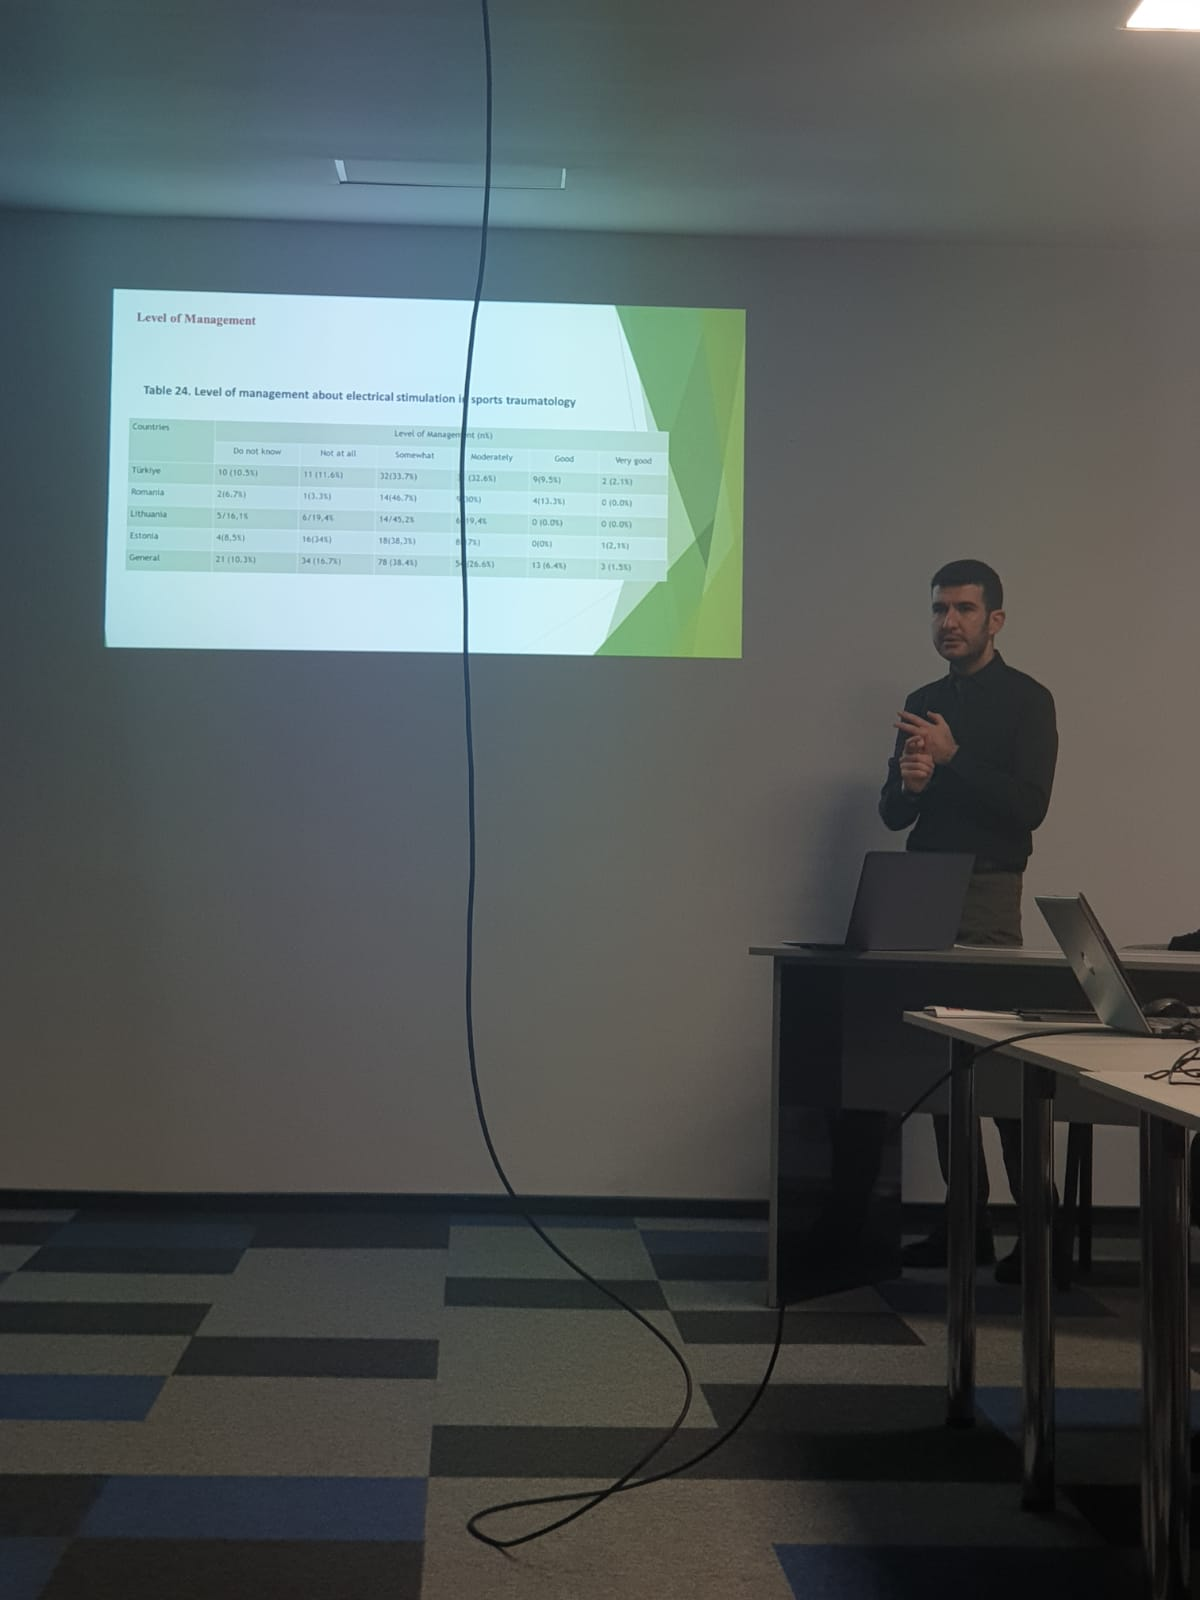 Level of Management
Table 24. Level of management about electrical stimulation sports traumatology
Countries
Level of (n%)
Do not know Not at all Somewhat Moderately Good Very good
Türkiye 10 (10.5%) 11 (11.6%) 32(33.7%) (32.6%) 9(9.5%) 2 (2.1%)
Romania 2(6.7%) 1(3.3%) 14(46.7%) 4(13.3%) 0 (0.0%) 
Lithuania 5/16,1% 6/19,4% 14/45,2% 0 (0.0%) 0 (0.0%)
Estonia 4(8,5%) 16(34%) 18(38,3%) 0(0%) 1(2,1%)
General 21 (10.3%) 34 (16.7%) 78 (38.4%) (26.6%) 13 (6.4%) 3 (1.5%)